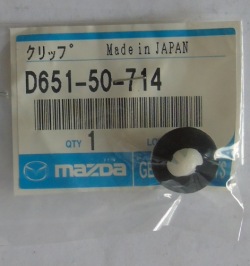 クリップ Made in JAPAN
D651-50-714
QTY 1
mazda